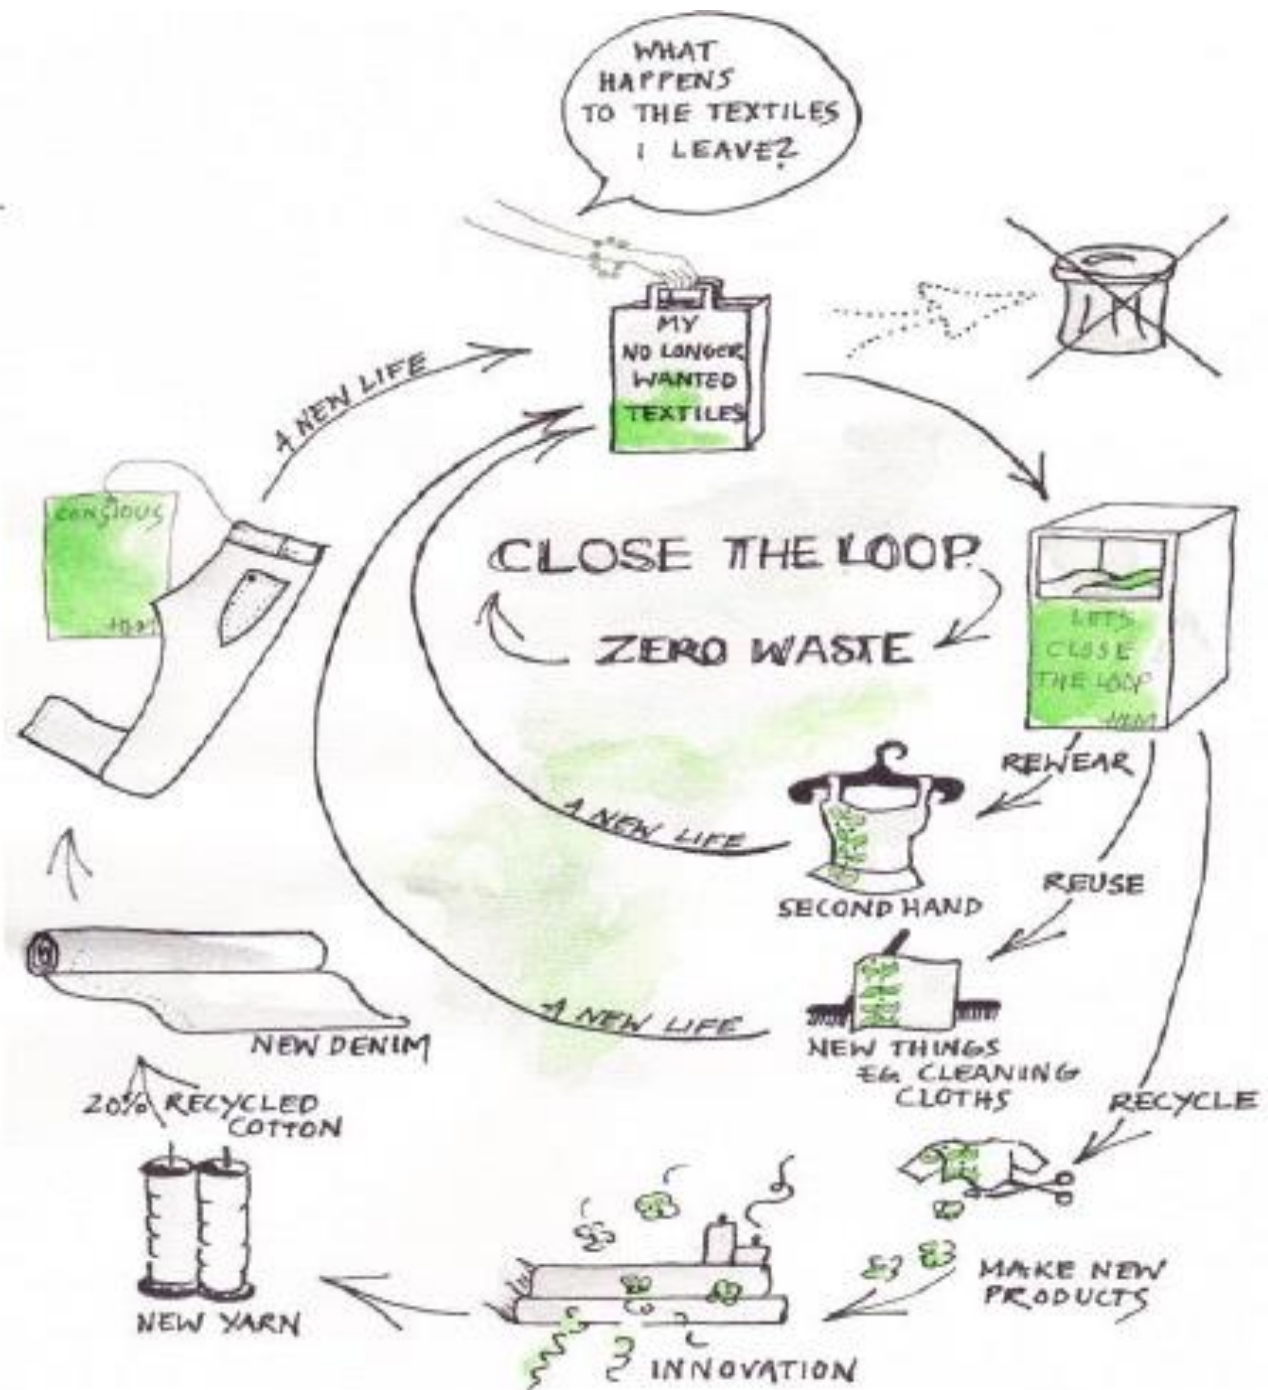 WHAT
HAPPENS
TO THE TEXTILES
I LEAVE?
MY
NO LONGER
WANTED
TEXTILES
A NEW LIFE
CONSIOUS
H&M
CLOSE THE LOOP
ZERO WASTE
LET'S
CLOSE
THE LOOP
H&M
REWEAR
A NEW LIFE
SECOND HAND
REUSE
A NEW LIFE
NEW THINGS
EG. CLEANING
CLOTHS
RECYCLE
NEW DENIM
20% RECYCLED
COTTON
MAKE NEW
PRODUCTS
NEW YARN
INNOVATION